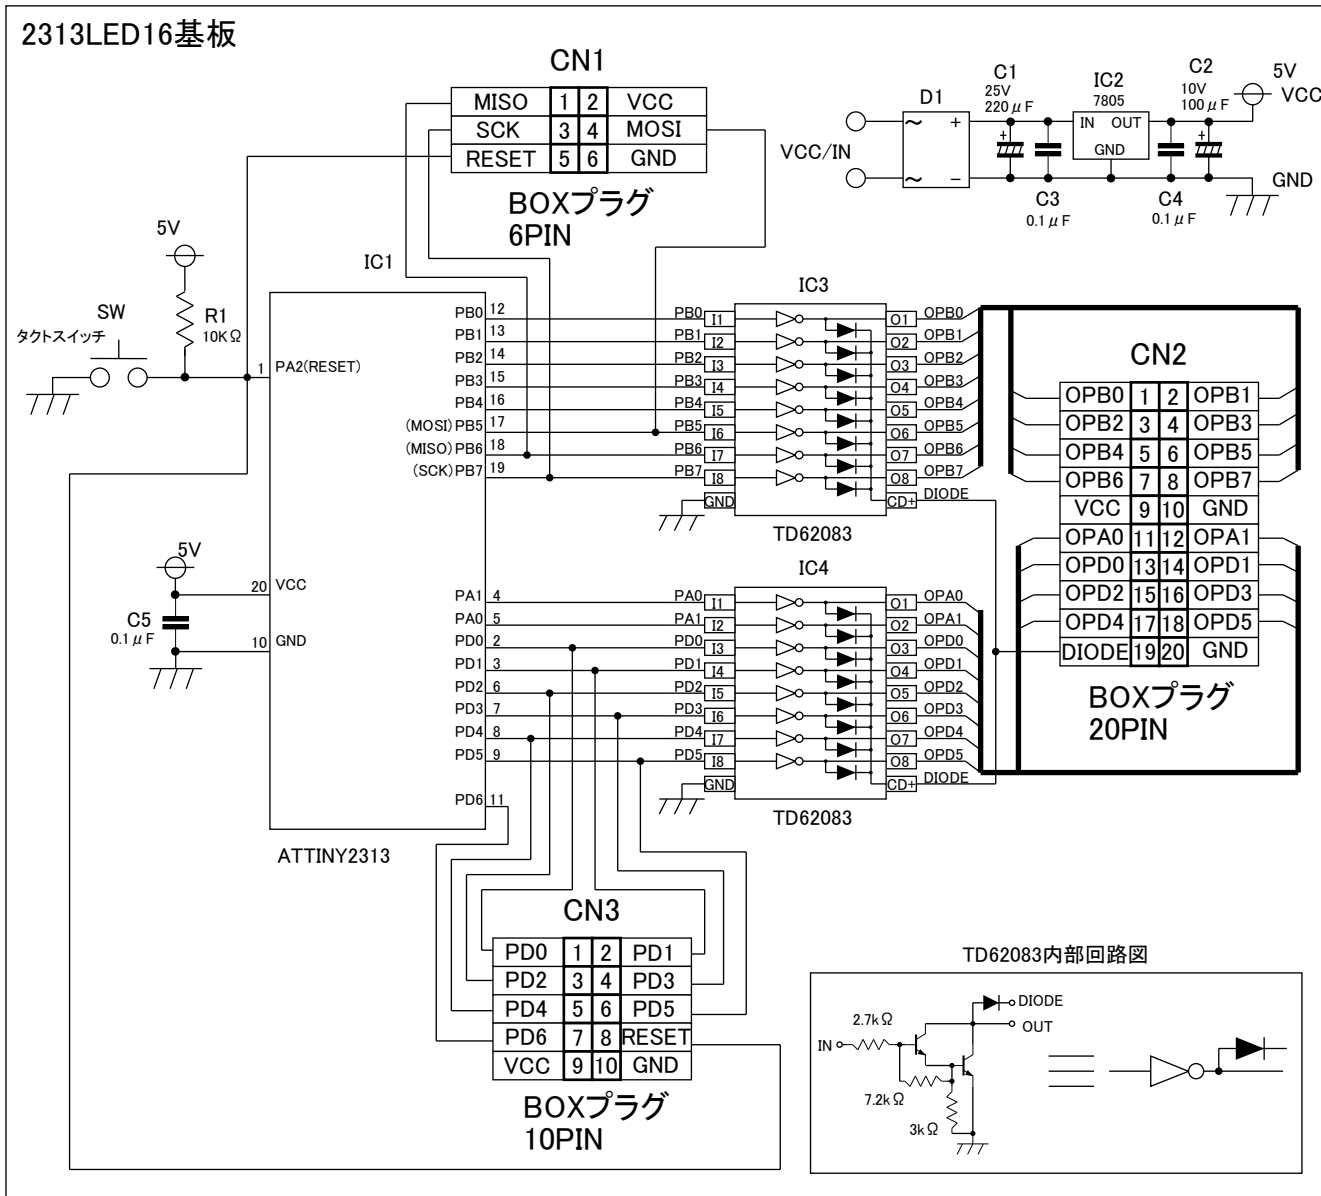 2313LED16基板
CN1
MISO 1 2 VCC
SCK 3 4 MOSI
RESET 5 6 GND
BOXプラグ
6PIN
D1
VCC/IN
~ +
~ −
C1
25V
220μF
IC2
7805
IN OUT
GND
C2
10V
100μF
5V
VCC
C3
0.1μF
C4
0.1μF
GND
5V
R1
10KΩ
SW
タクトスイッチ
IC1
1 PA2(RESET)
PB0 12
PB1 13
PB2 14
PB3 15
PB4 16
(MOSI)PB5 17
(MISO)PB6 18
(SCK)PB7 19
5V
20 VCC
C5
0.1μF
10 GND
PA1 4
PA0 5
PD0 2
PD1 3
PD2 6
PD3 7
PD4 8
PD5 9
PD6 11
ATTINY2313
IC3
PB0 I1 O1 OPB0
PB1 I2 O2 OPB1
PB2 I3 O3 OPB2
PB3 I4 O4 OPB3
PB4 I5 O5 OPB4
PB5 I6 O6 OPB5
PB6 I7 O7 OPB6
PB7 I8 O8 OPB7
GND CD+ DIODE
TD62083
IC4
PA0 I1 O1 OPA0
PA1 I2 O2 OPA1
PD0 I3 O3 OPD0
PD1 I4 O4 OPD1
PD2 I5 O5 OPD2
PD3 I6 O6 OPD3
PD4 I7 O7 OPD4
PD5 I8 O8 OPD5
GND CD+ DIODE
TD62083
CN2
OPB0 1 2 OPB1
OPB2 3 4 OPB3
OPB4 5 6 OPB5
OPB6 7 8 OPB7
VCC 9 10 GND
OPA0 11 12 OPA1
OPD0 13 14 OPD1
OPD2 15 16 OPD3
OPD4 17 18 OPD5
DIODE 19 20 GND
BOXプラグ
20PIN
CN3
PD0 1 2 PD1
PD2 3 4 PD3
PD4 5 6 PD5
PD6 7 8 RESET
VCC 9 10 GND
BOXプラグ
10PIN
TD62083内部回路図
DIODE
OUT
IN
2.7kΩ
7.2kΩ
3kΩ